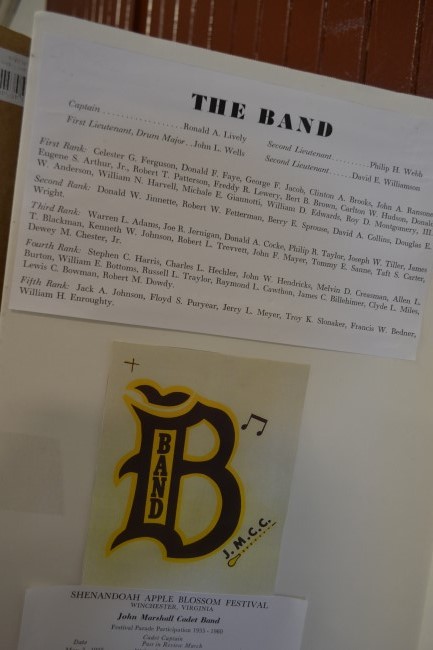 THE BAND
Captain ....................Ronald A. Lively
First Lieutenant, Drum Major..John L. Wells
Second Lieutenant..........Philip H. Webb
Second Lieutenant.......David E. Williamson
First Rank: Celester G. Ferguson, Donald F. Faye, George F. Jacob, Clinton A. Brooks, John A. Ransone,
Eugene S. Arthur, Jr., Robert T. Patterson, Freddy R. Lowery, Bert B. Brown, Carlton W. Hudson, Donald
W. Anderson, William N. Harvell, Michale E. Giannotti, William D. Edwards, Roy D. Montgomery, III.
Second Rank: Donald W. Jinnette, Robert W. Fetterman, Berry E. Sprouse, David A. Collins, Douglas E.
Wright.
Third Rank: Warren L. Adams, Joe R. Jernigan, Donald A. Cocke, Philip R. Taylor, Joseph W. Tiller, James
T. Blackman, Kenneth W. Johnson, Robert L. Trevvett, John F. Mayer, Tommy E. Saune, Taft S. Carter,
Dewey M. Chester, Jr.
Fourth Rank: Stephen C. Harris, Charles L. Hechler, John W. Hendricks, Melvin D. Creasman, Allen L.
Burton, William E. Bottoms, Russell L. Traylor, Raymond L. Cawthon, James C. Billshimer, Clyde L. Miles,
Lewis C. Bowman, Robert M. Dowdy.
Fifth Rank: Jack A. Johnson, Floyd S. Puryear, Jerry L. Meyer, Troy K. Slonaker, Francis W. Bedner,
William H. Enroughty.
B
BAND
J.M.C.C.
SHENANDOAH APPLE BLOSSOM FESTIVAL
WINCHESTER, VIRGINIA
John Marshall Cadet Band
Festival Parade Participation 1935 - 1960
Cadet Captain
Date Pass in Review March